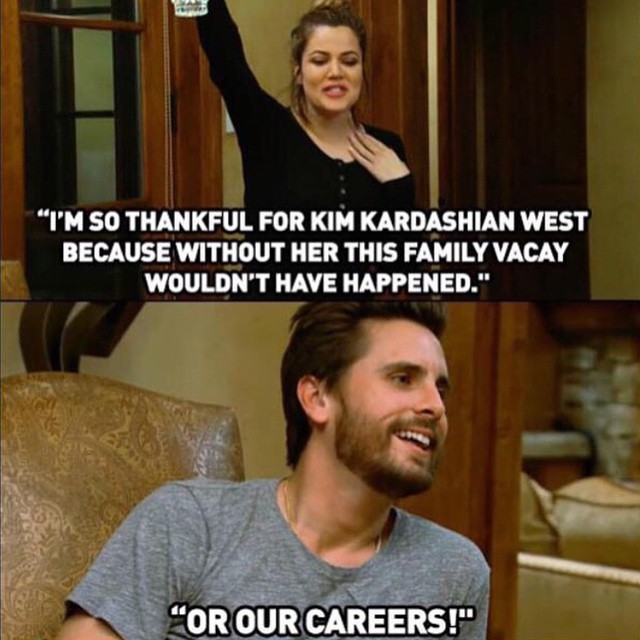 “I’M SO THANKFUL FOR KIM KARDASHIAN WEST
BECAUSE WITHOUT HER THIS FAMILY VACAY
WOULDN’T HAVE HAPPENED."
“OR OUR CAREERS!"